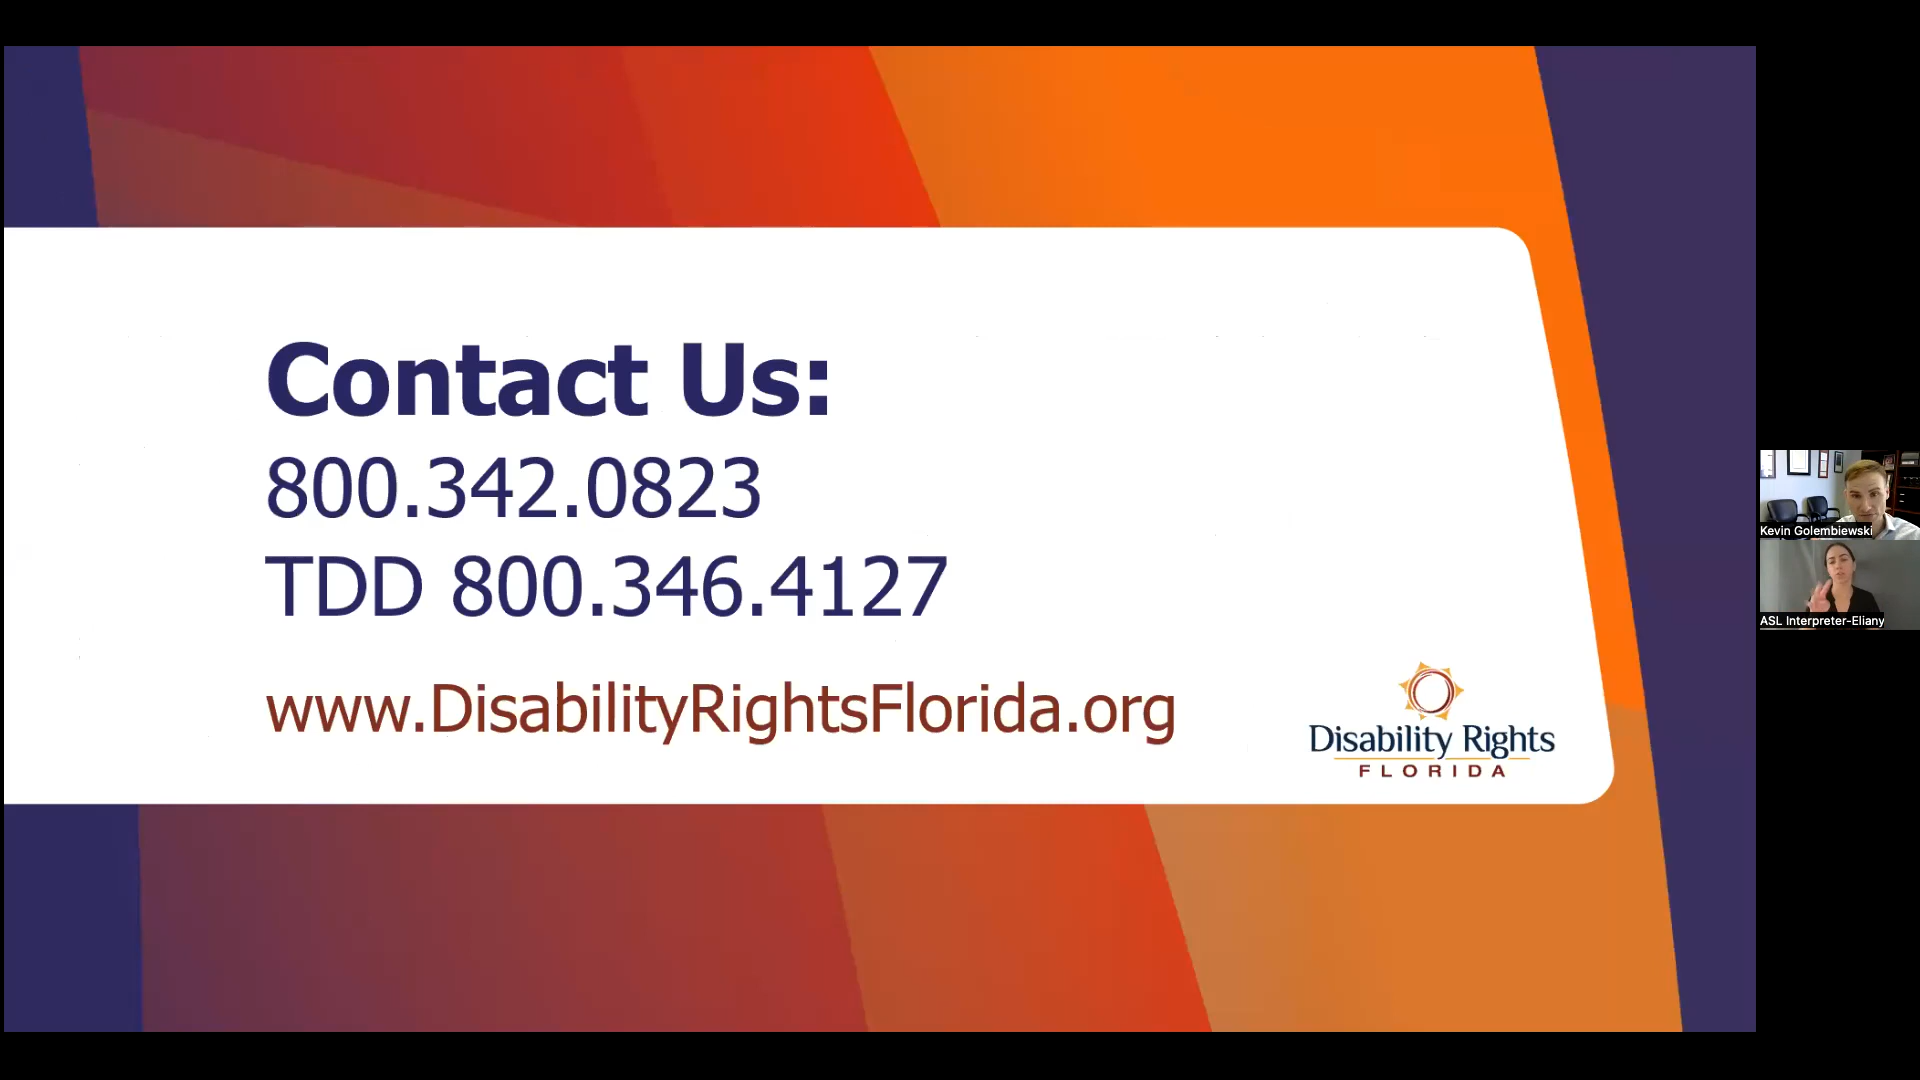 Contact Us:
800.342.0823
TDD 800.346.4127
www.DisabilityRightsFlorida.org
Disability Rights
FLORIDA
Kevin Golembiewski
ASL Interpreter-Eliany